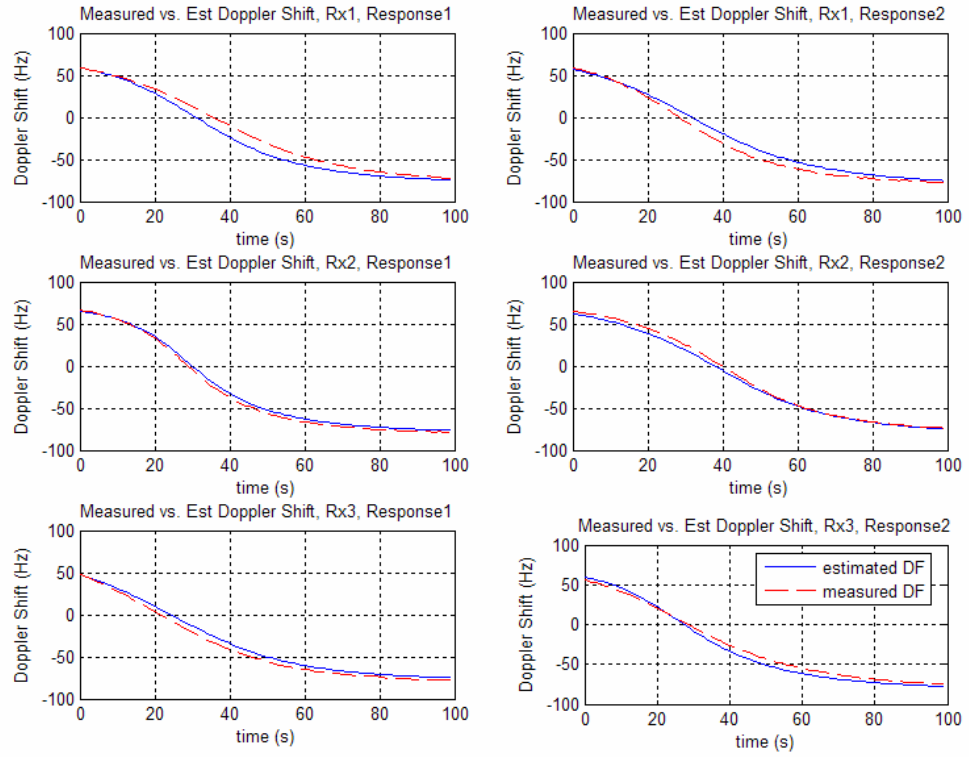 Measured vs. Est Doppler Shift, Rx1, Response1
Doppler Shift (Hz)
100
50
0
-50
-100
0 20 40 60 80 100
time (s)
Measured vs. Est Doppler Shift, Rx1, Response2
Doppler Shift (Hz)
100
50
0
-50
-100
0 20 40 60 80 100
time (s)
Measured vs. Est Doppler Shift, Rx2, Response1
Doppler Shift (Hz)
100
50
0
-50
-100
0 20 40 60 80 100
time (s)
Measured vs. Est Doppler Shift, Rx2, Response2
Doppler Shift (Hz)
100
50
0
-50
-100
0 20 40 60 80 100
time (s)
Measured vs. Est Doppler Shift, Rx3, Response1
Doppler Shift (Hz)
100
50
0
-50
-100
0 20 40 60 80 100
time (s)
Measured vs. Est Doppler Shift, Rx3, Response2
Doppler Shift (Hz)
100
50
0
-50
-100
estimated DF
measured DF
0 20 40 60 80 100
time (s)